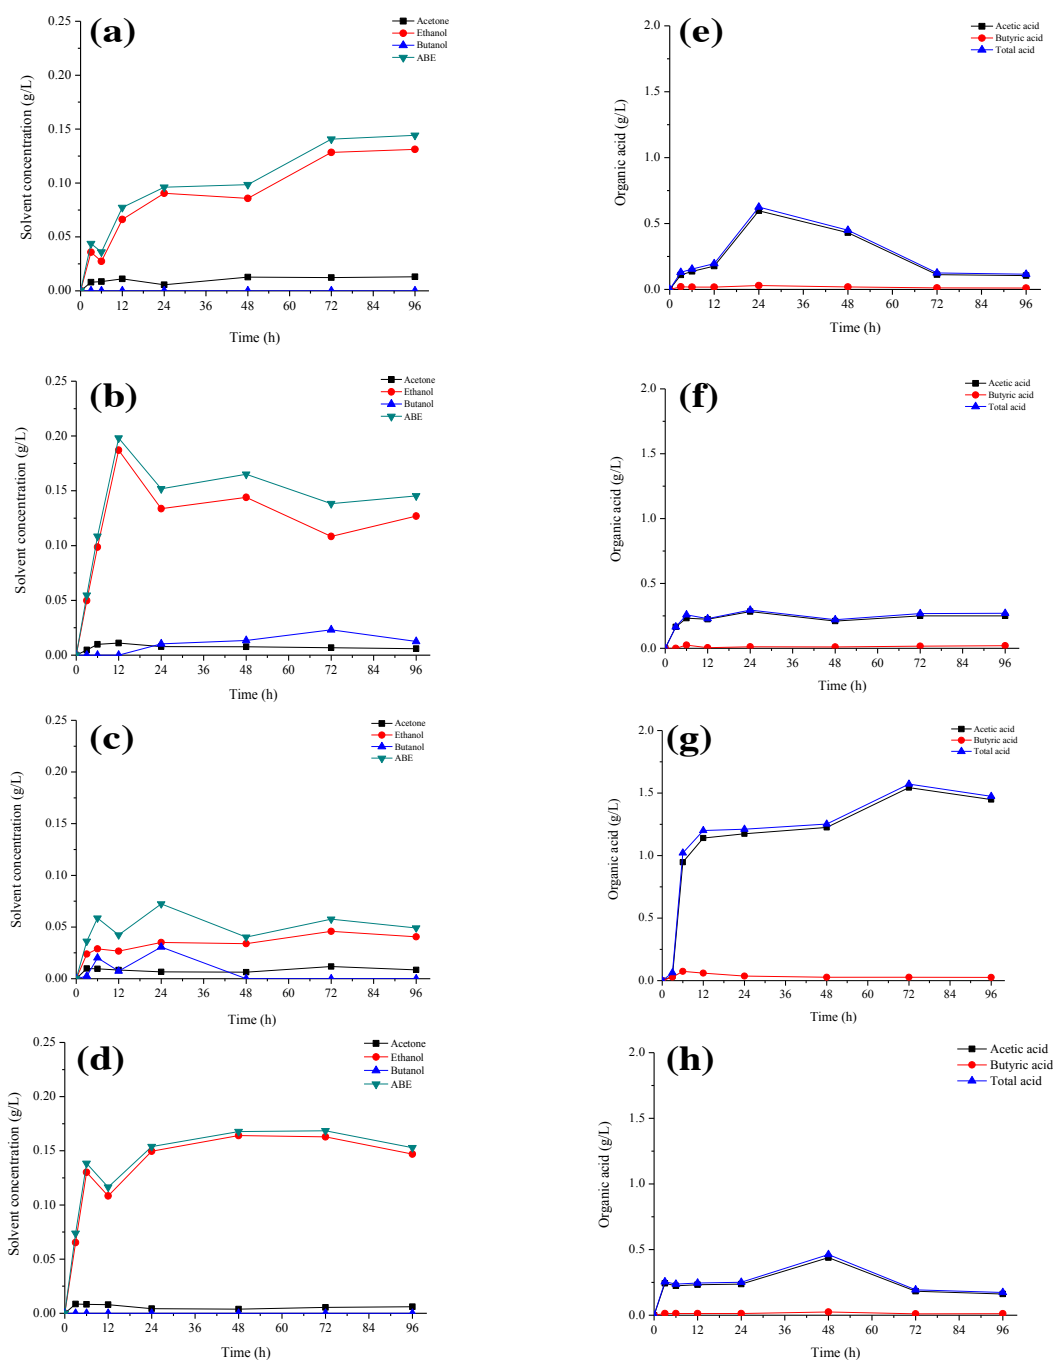 (a)
Acetone
Ethanol
Butanol
ABE
Solvent concentration (g/L)
0.25
0.20
0.15
0.10
0.05
0.00
0 12 24 36 48 60 72 84 96
Time (h)
(e)
Acetic acid
Butyric acid
Total acid
Organic acid (g/L)
2.0
1.5
1.0
0.5
0.0
0 12 24 36 48 60 72 84 96
Time (h)
(b)
Acetone
Ethanol
Butanol
ABE
Solvent concentration (g/L)
0.25
0.20
0.15
0.10
0.05
0.00
0 12 24 36 48 60 72 84 96
Time (h)
(f)
Acetic acid
Butyric acid
Total acid
Organic acid (g/L)
2.0
1.5
1.0
0.5
0.0
0 12 24 36 48 60 72 84 96
Time (h)
(c)
Acetone
Ethanol
Butanol
ABE
Solvent concentration (g/L)
0.25
0.20
0.15
0.10
0.05
0.00
0 12 24 36 48 60 72 84 96
Time (h)
(g)
Acetic acid
Butyric acid
Total acid
Organic acid (g/L)
2.0
1.5
1.0
0.5
0.0
0 12 24 36 48 60 72 84 96
Time (h)
(d)
Acetone
Ethanol
Butanol
ABE
Solvent concentration (g/L)
0.25
0.20
0.15
0.10
0.05
0.00
0 12 24 36 48 60 72 84 96
Time (h)
(h)
Acetic acid
Butyric acid
Total acid
Organic acid (g/L)
2.0
1.5
1.0
0.5
0.0
0 12 24 36 48 60 72 84 96
Time (h)